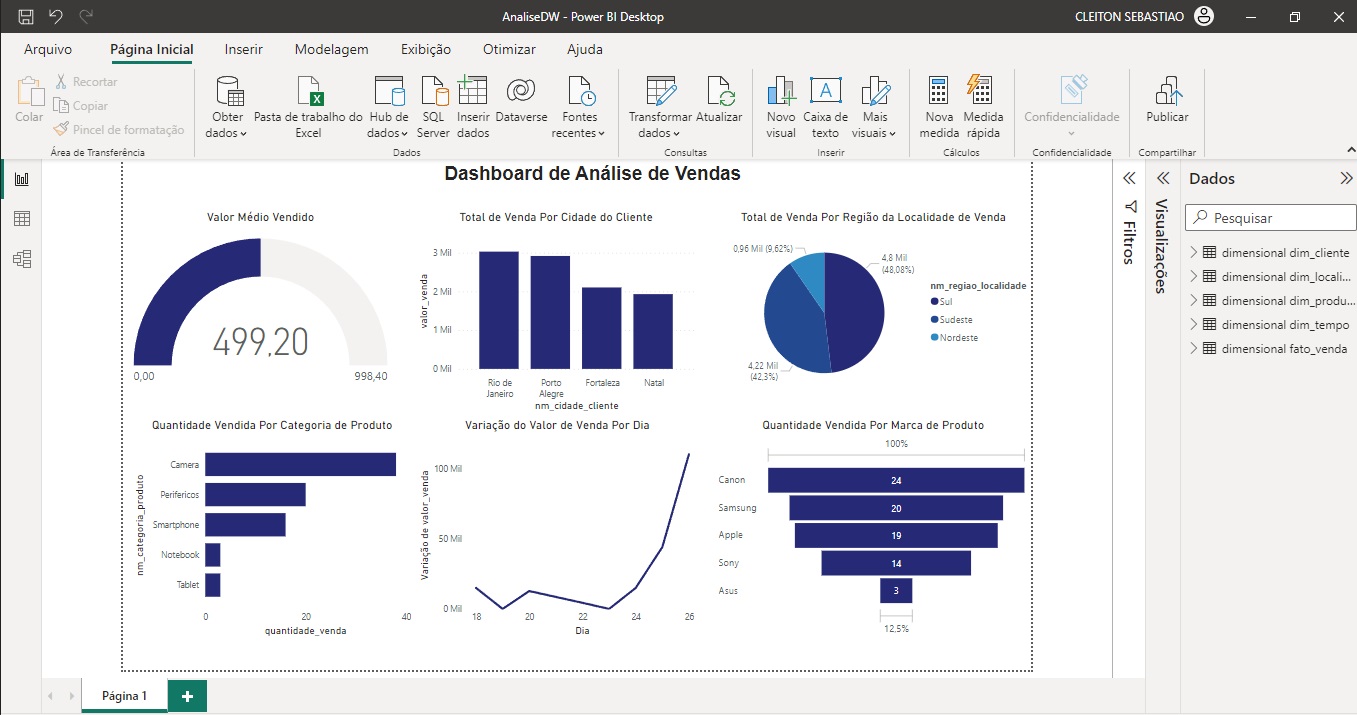 AnaliseDW - Power BI Desktop
CLEITON SEBASTIAO
Arquivo
Página Inicial
Inserir
Modelagem
Exibição
Otimizar
Ajuda
Colar
Recortar
Copiar
Pincel de formatação
Área de Transferência
Obter
dados
Pasta de trabalho do
Excel
Hub de
dados
SQL
Server
Inserir
dados
Dataverse
Fontes
recentes
Dados
Transformar
dados
Atualizar
Consultas
Novo
visual
Caixa de
texto
Mais
visuais
Inserir
Nova
medida
Medida
rápida
Cálculos
Confidencialidade
Confidencialidade
Publicar
Compartilhar
Dashboard de Análise de Vendas
Valor Médio Vendido
499,20
0,00
998,40
Total de Venda Por Cidade do Cliente
valor_venda
3 Mil
2 Mil
1 Mil
0 Mil
Rio de
Janeiro
Porto
Alegre
Fortaleza
Natal
nm_cidade_cliente
Total de Venda Por Região da Localidade de Venda
0,96 Mil (9,62%)
4,8 Mil
(48,08%)
4,22 Mil
(42,3%)
nm_regiao_localidade
Sul
Sudeste
Nordeste
Quantidade Vendida Por Categoria de Produto
nm_categoria_produto
Camera
Perifericos
Smartphone
Notebook
Tablet
0
20
40
quantidade_venda
Variação do Valor de Venda Por Dia
Variação de valor_venda
100 Mil
50 Mil
0 Mil
18
20
22
24
26
Dia
Quantidade Vendida Por Marca de Produto
100%
Canon
24
Samsung
20
Apple
19
Sony
14
Asus
3
12,5%
Filtros
Visualizações
Dados
Pesquisar
dimensional dim_cliente
dimensional dim_locali...
dimensional dim_produ...
dimensional dim_tempo
dimensional fato_venda
Página 1